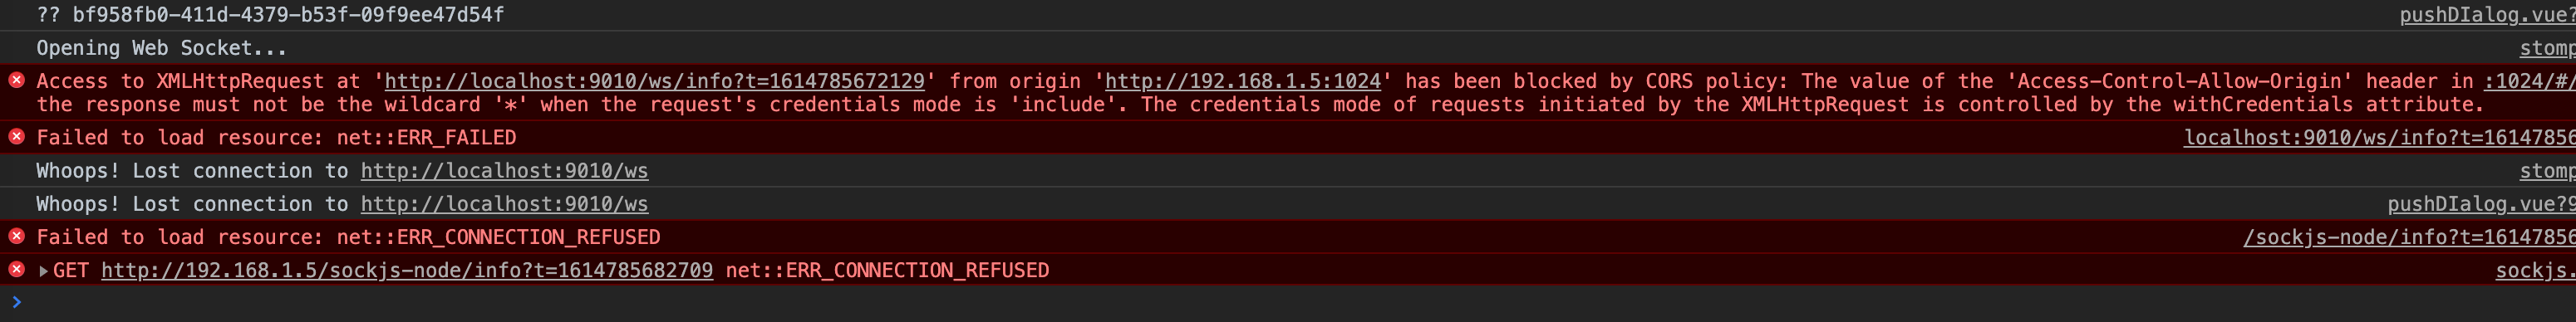 ?? bf958fb0-411d-4379-b53f-09f9ee47d54f pushDIalog.vue?
Opening Web Socket... stomp
Access to XMLHttpRequest at 'http://localhost:9010/ws/info?t=1614785672129' from origin 'http://192.168.1.5:1024' has been blocked by CORS policy: The value of the 'Access-Control-Allow-Origin' header in :1024/#/
the response must not be the wildcard '*' when the request's credentials mode is 'include'. The credentials mode of requests initiated by the XMLHttpRequest is controlled by the withCredentials attribute.
Failed to load resource: net::ERR_FAILED localhost:9010/ws/info?t=16147856
Whoops! Lost connection to http://localhost:9010/ws stomp
Whoops! Lost connection to http://localhost:9010/ws pushDIalog.vue?9
Failed to load resource: net::ERR_CONNECTION_REFUSED /sockjs-node/info?t=16147856
GET http://192.168.1.5/sockjs-node/info?t=1614785682709 net::ERR_CONNECTION_REFUSED sockjs.